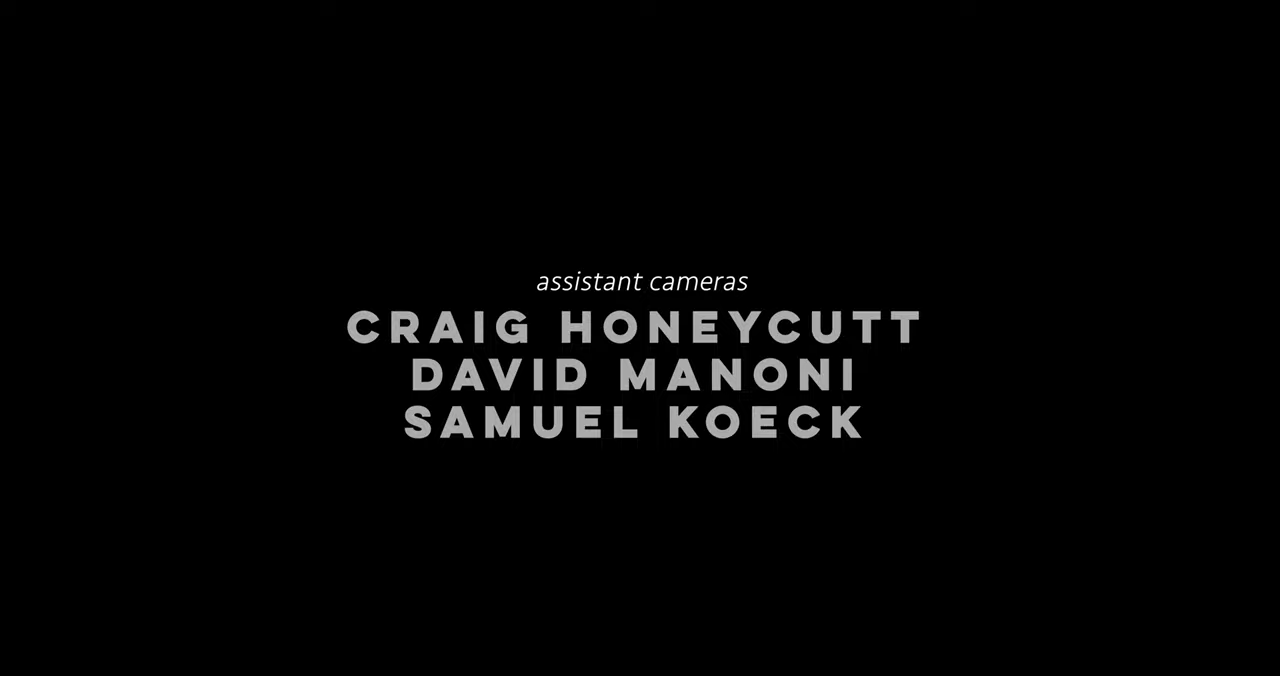 assistant cameras
CRAIG HONEYCUTT
DAVID MANONI
SAMUEL KOECK